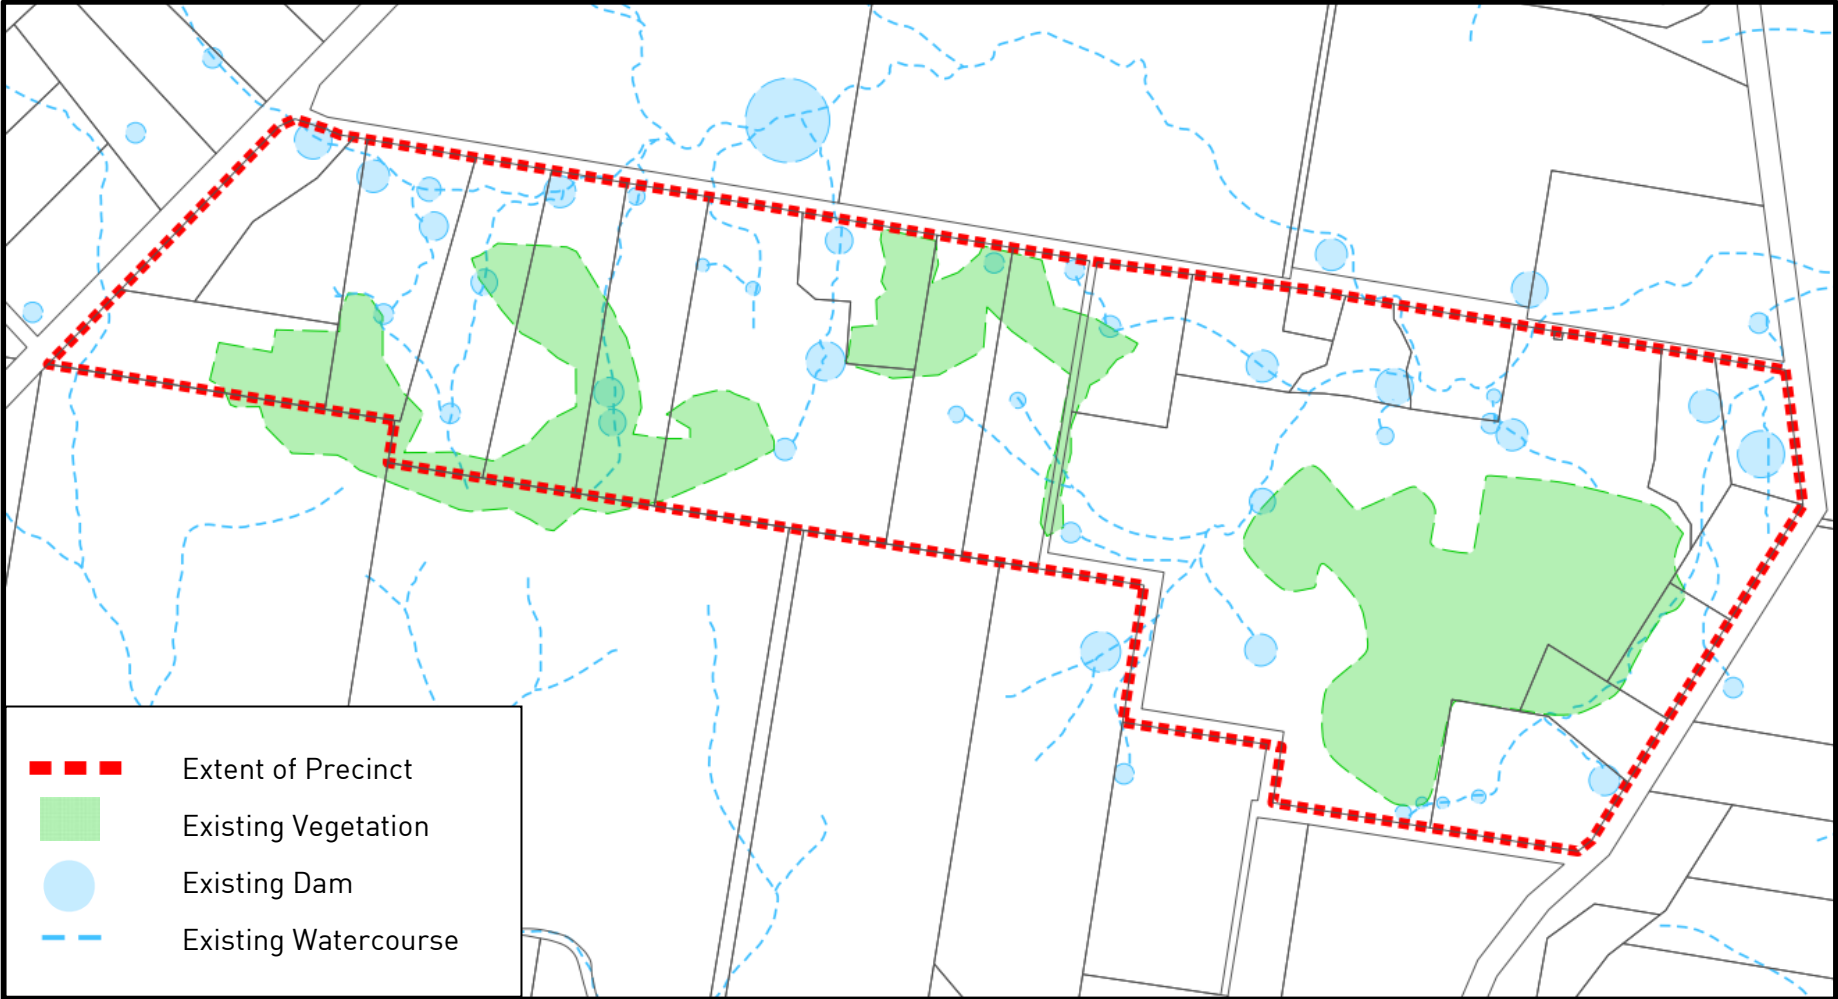 Extent of Precinct
Existing Vegetation
Existing Dam
Existing Watercourse